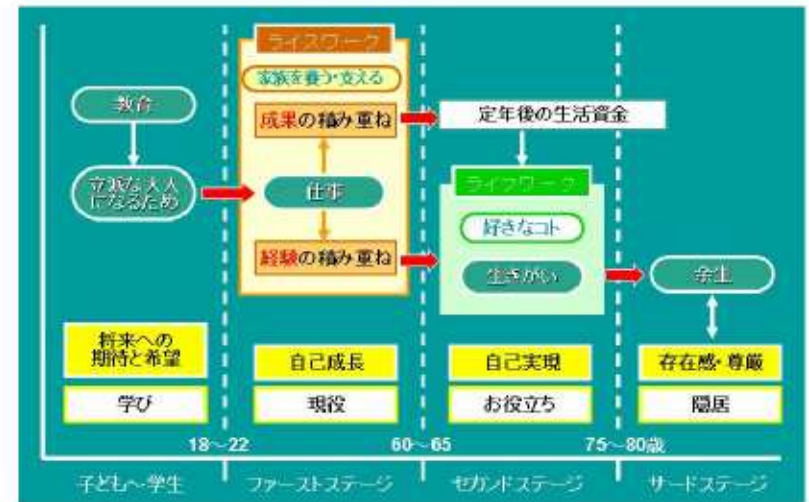 教育
立派な大人
になるため
将来への
期待と希望
学び
ライスワーク
家族を養う・支える
成果の積み重ね
仕事
経験の積み重ね
自己成長
現役
定年後の生活資金
ライフワーク
好きなコト
生きがい
自己実現
お役立ち
余生
存在感・尊厳
隠居
18～22
60～65
75～80歳
子ども～学生
ファーストステージ
セカンドステージ
サードステージ